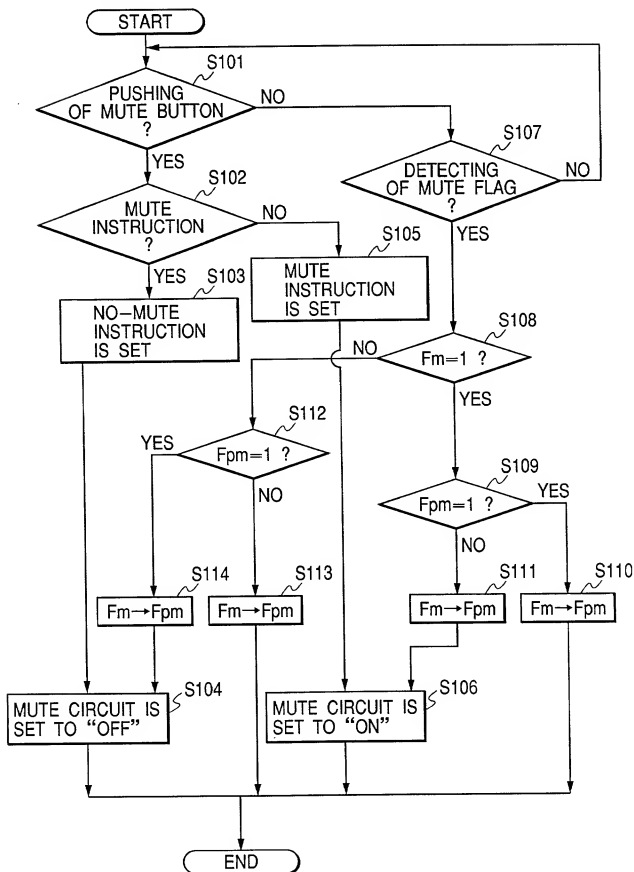 START
S101
PUSHING
OF MUTE BUTTON
?
NO
YES
S107
DETECTING
OF MUTE FLAG
?
NO
YES
S102
MUTE
INSTRUCTION
?
NO
YES
S105
MUTE
INSTRUCTION
IS SET
S103
NO-MUTE
INSTRUCTION
IS SET
S108
Fm=1 ?
NO
YES
S112
Fpm=1 ?
YES
NO
S109
Fpm=1 ?
YES
NO
S114
Fm→Fpm
S113
Fm→Fpm
S111
Fm→Fpm
S110
Fm→Fpm
S104
MUTE CIRCUIT IS
SET TO “OFF”
S106
MUTE CIRCUIT IS
SET TO “ON”
END